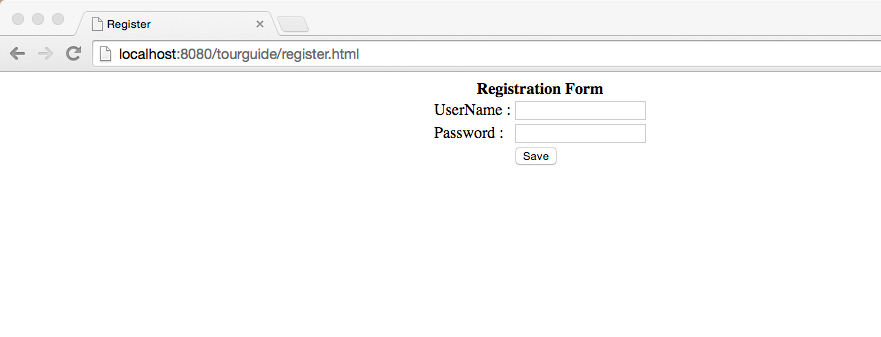 Register
localhost:8080/tourguide/register.html
Registration Form
UserName :
Password :
Save